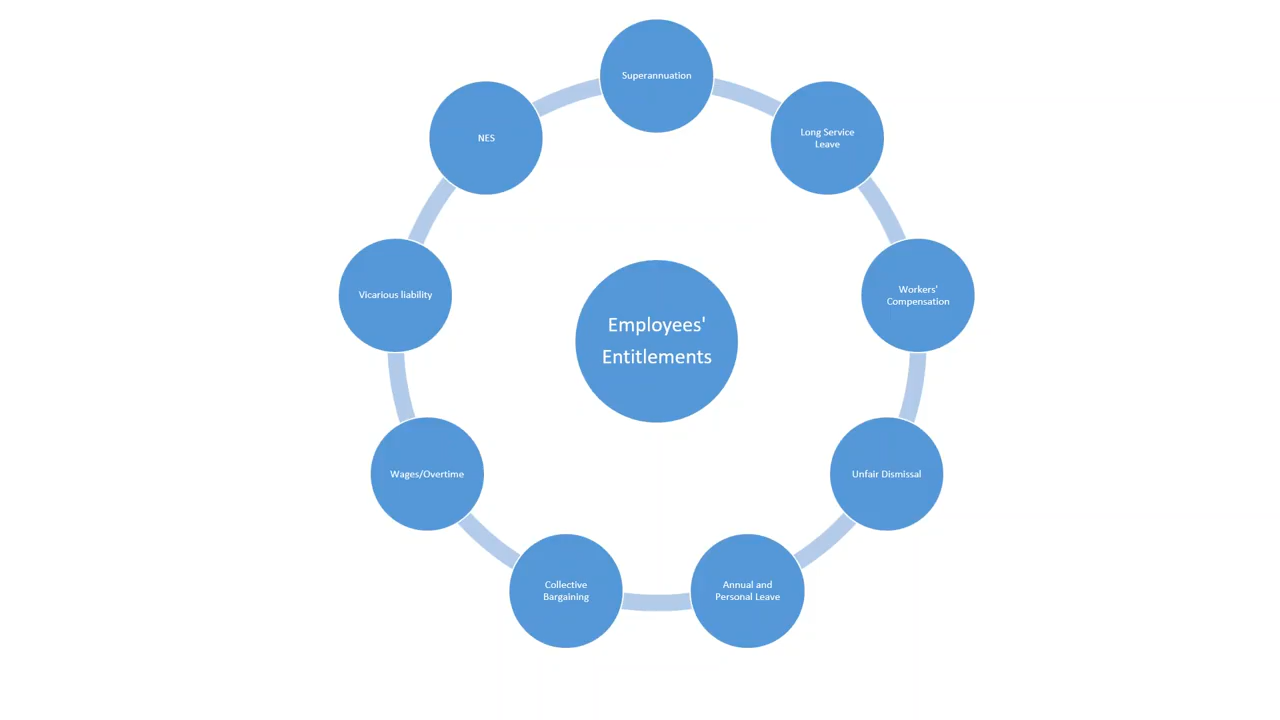 Superannuation
Long Service
Leave
Workers'
Compensation
Unfair Dismissal
Annual and
Personal Leave
Collective
Bargaining
Wages/Overtime
Vicarious liability
NES
Employees'
Entitlements